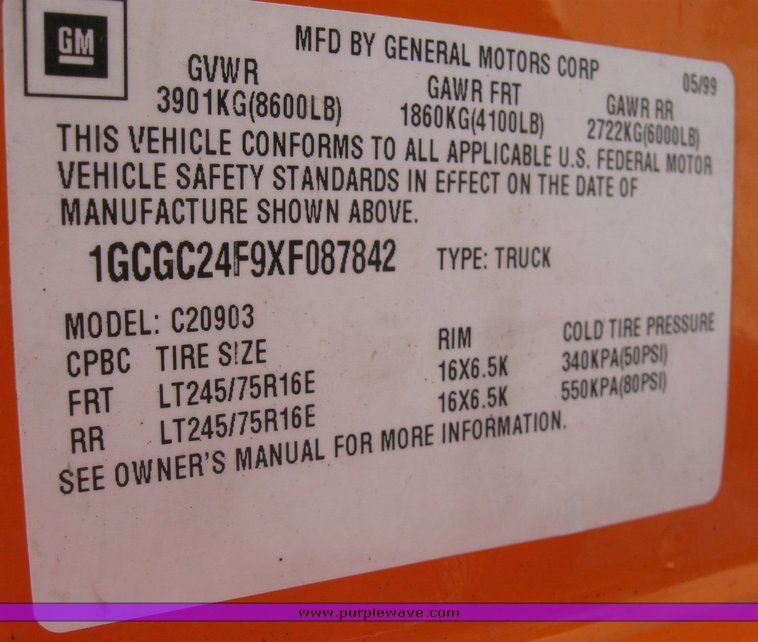 GM
MFD BY GENERAL MOTORS CORP 05/99
GVWR GAWR FRT GAWR RR
3901KG(8600LB) 1860KG(4100LB) 2722KG(6000LB)
THIS VEHICLE CONFORMS TO ALL APPLICABLE U.S. FEDERAL MOTOR
VEHICLE SAFETY STANDARDS IN EFFECT ON THE DATE OF
MANUFACTURE SHOWN ABOVE.
1GCGC24F9XF087842 TYPE: TRUCK
MODEL: C20903
CPBC TIRE SIZE RIM COLD TIRE PRESSURE
FRT LT245/75R16E 16X6.5K 340KPA(50PSI)
RR LT245/75R16E 16X6.5K 550KPA(80PSI)
SEE OWNER'S MANUAL FOR MORE INFORMATION.
www.purplewave.com